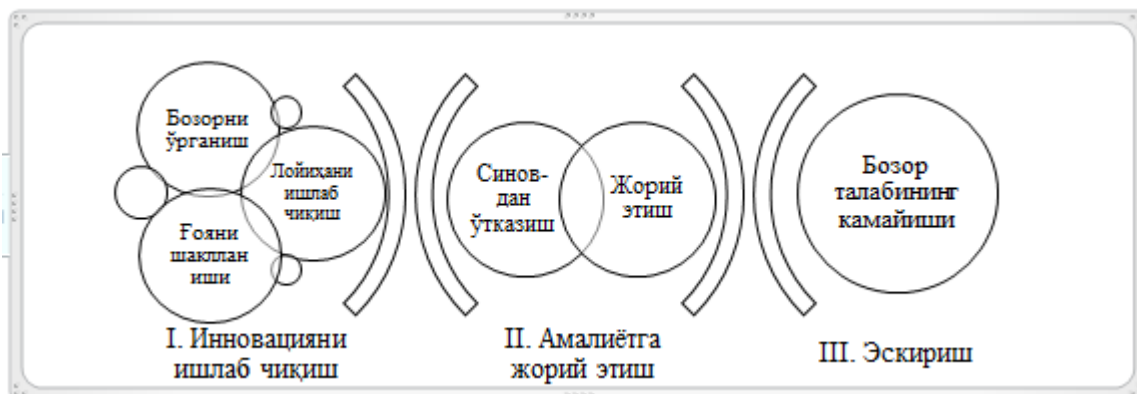 Бозорни
ўрганиш
Лойиҳани
ишлаб
чиқиш
Ғояни
шакллан
иши
I. Инновацияни
ишлаб чиқиш
Синов-
дан
ўтказиш
Жорий
этиш
II. Амалиётга
жорий этиш
Бозор
талабининг
камайиши
III. Эскириш